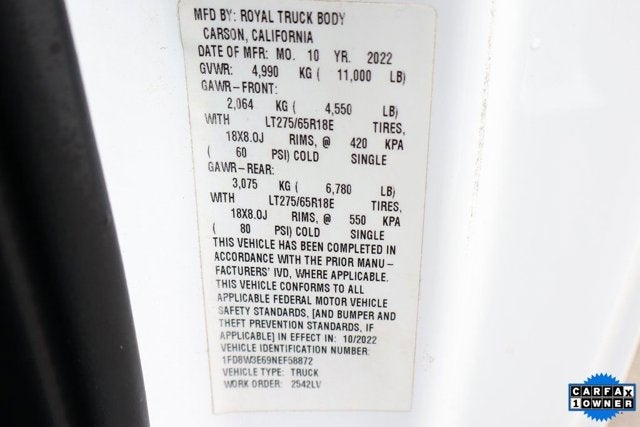 MFD BY: ROYAL TRUCK BODY
CARSON, CALIFORNIA
DATE OF MFR: MO. 10 YR. 2022
GVWR: 4,990 KG ( 11,000 LB)
GAWR-FRONT:
2,064 KG ( 4,550 LB)
WITH LT275/65R18E TIRES,
18X8.0J RIMS, @ 420 KPA
( 60 PSI) COLD SINGLE
GAWR-REAR:
3,075 KG ( 6,780 LB)
WITH LT275/65R18E TIRES,
18X8.0J RIMS, @ 550 KPA
( 80 PSI) COLD SINGLE
THIS VEHICLE HAS BEEN COMPLETED IN
ACCORDANCE WITH THE PRIOR MANU-
FACTURERS' IVD, WHERE APPLICABLE.
THIS VEHICLE CONFORMS TO ALL
APPLICABLE FEDERAL MOTOR VEHICLE
SAFETY STANDARDS, [AND BUMPER AND
THEFT PREVENTION STANDARDS, IF
APPLICABLE] IN EFFECT IN: 10/2022
VEHICLE IDENTIFICATION NUMBER:
1FD8W3E69NEF58872
VEHICLE TYPE: TRUCK
WORK ORDER: 2542LV
CARFAX
1 OWNER